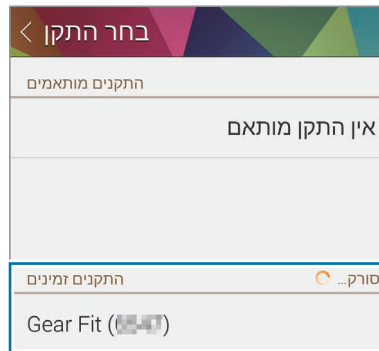 בחר התקן
התקנים מותאמים
אין התקן מותאם
התקנים זמינים סורק...
Gear Fit ( )